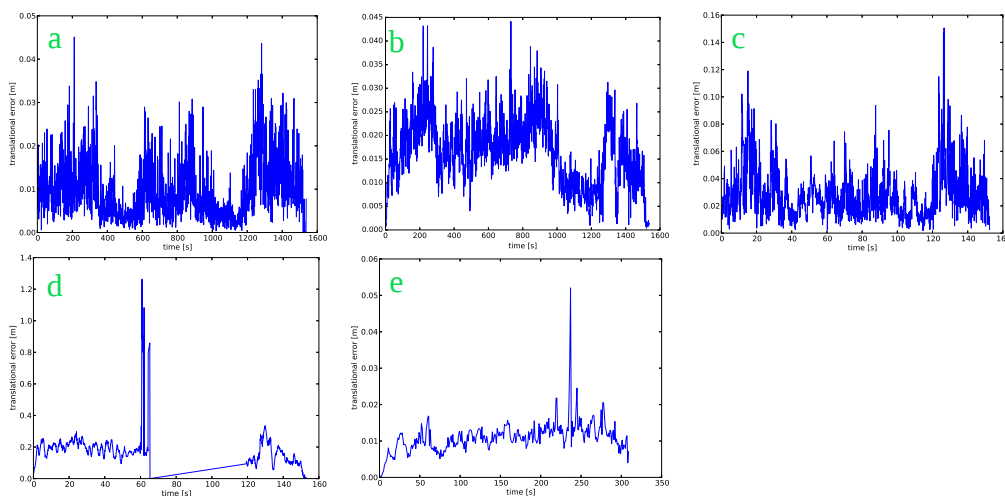 a
translational error [m]
0.05
0.04
0.03
0.02
0.01
0.00
0 200 400 600 800 1000 1200 1400 1600
time [s]
b
translational error [m]
0.045
0.040
0.035
0.030
0.025
0.020
0.015
0.010
0.005
0.000
0 200 400 600 800 1000 1200 1400 1600
time [s]
c
translational error [m]
0.16
0.14
0.12
0.10
0.08
0.06
0.04
0.02
0.00
0 20 40 60 80 100 120 140 16
time [s]
d
translational error [m]
1.4
1.2
1.0
0.8
0.6
0.4
0.2
0.0
0 20 40 60 80 100 120 140 160
time [s]
e
translational error [m]
0.06
0.05
0.04
0.03
0.02
0.01
0.00
0 50 100 150 200 250 300 350
time [s]